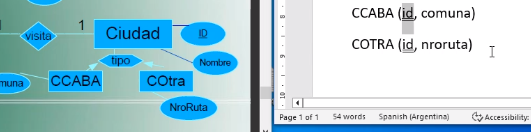 visita
1
Ciudad
ID
Nombre
tipo
muna
CCABA
COtra
NroRuta
CCABA (id, comuna)
COTRA (id, nroruta)
Page 1 of 1
54 words
Spanish (Argentina)
Accessibility